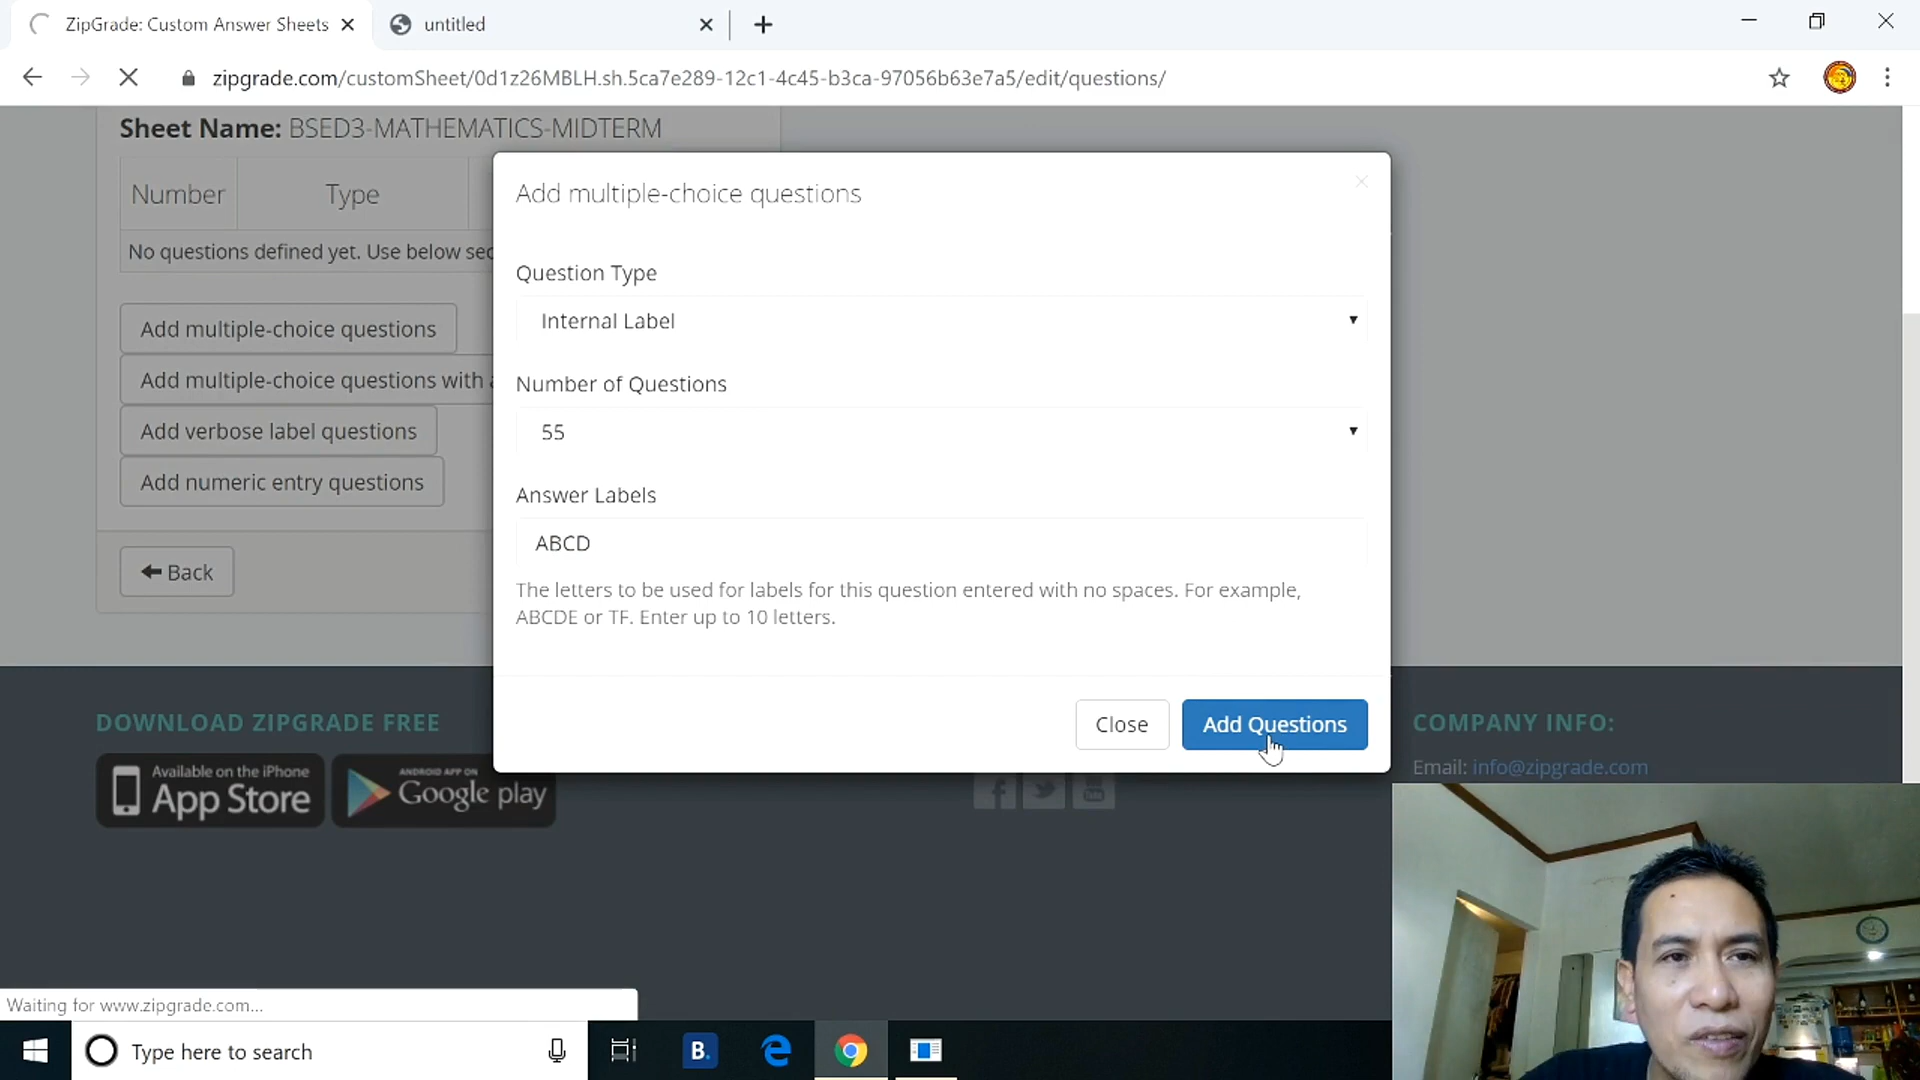 ZipGrade: Custom Answer Sheets
untitled
zipgrade.com/customSheet/0d1z26MBLH.sh.5ca7e289-12c1-4c45-b3ca-97056b63e7a5/edit/questions/
Sheet Name: BSED3-MATHEMATICS-MIDTERM
Number Type
No questions defined yet. Use below
Add multiple-choice questions
Add multiple-choice questions with
Add verbose label questions
Add numeric entry questions
Back
Add multiple-choice questions
Question Type
Internal Label
Number of Questions
55
Answer Labels
ABCD
The letters to be used for labels for this question entered with no spaces. For example,
ABCDE or TF. Enter up to 10 letters.
Close
Add Questions
DOWNLOAD ZIPGRADE FREE
Available on the iPhone
App Store
ANDROID APP ON
Google play
COMPANY INFO:
Email: info@zipgrade.com
Waiting for www.zipgrade.com...
Type here to search
B.